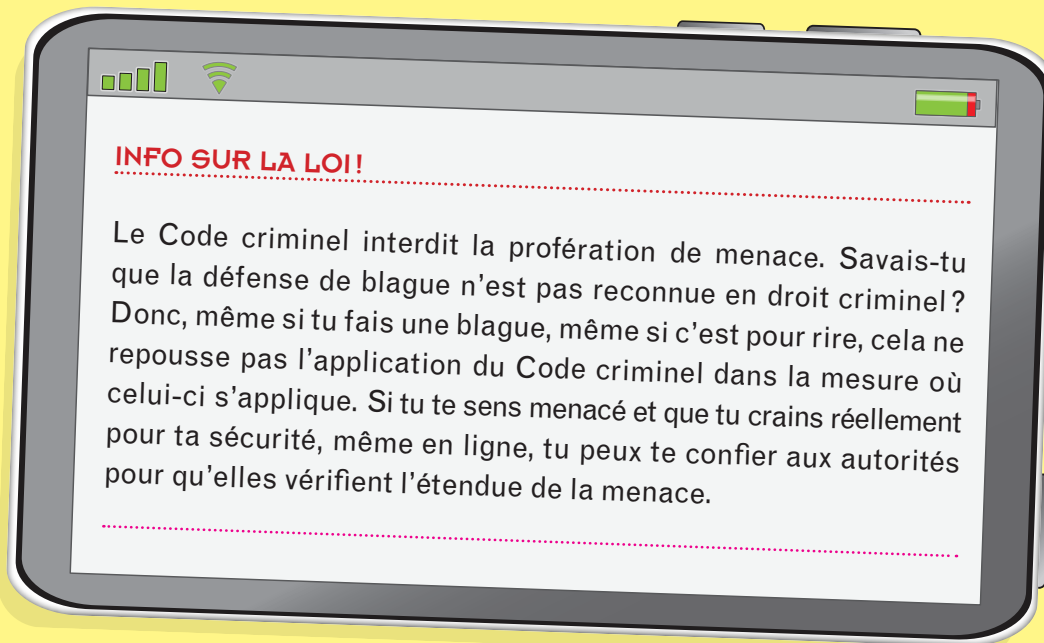 INFO SUR LA LOI !
Le Code criminel interdit la profération de menace. Savais-tu
que la défense de blague n’est pas reconnue en droit criminel ?
Donc, même si tu fais une blague, même si c’est pour rire, cela ne
repousse pas l’application du Code criminel dans la mesure où
celui-ci s’applique. Si tu te sens menacé et que tu crains réellement
pour ta sécurité, même en ligne, tu peux te confier aux autorités
pour qu’elles vérifient l’étendue de la menace.